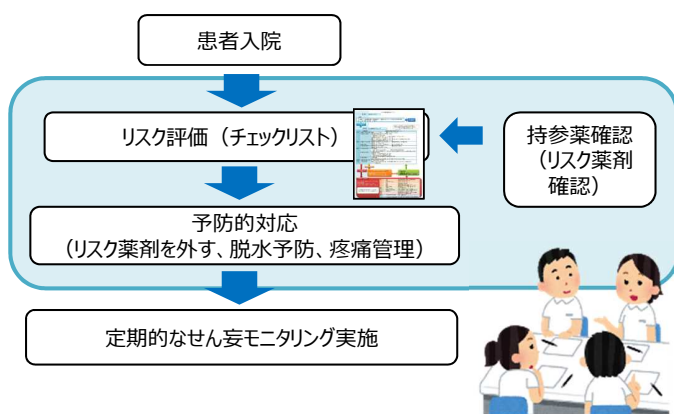 患者入院
リスク評価（チェックリスト）
持参薬確認
（リスク薬剤
確認）
予防的対応
（リスク薬剤を外す、脱水予防、疼痛管理）
定期的なせん妄モニタリング実施